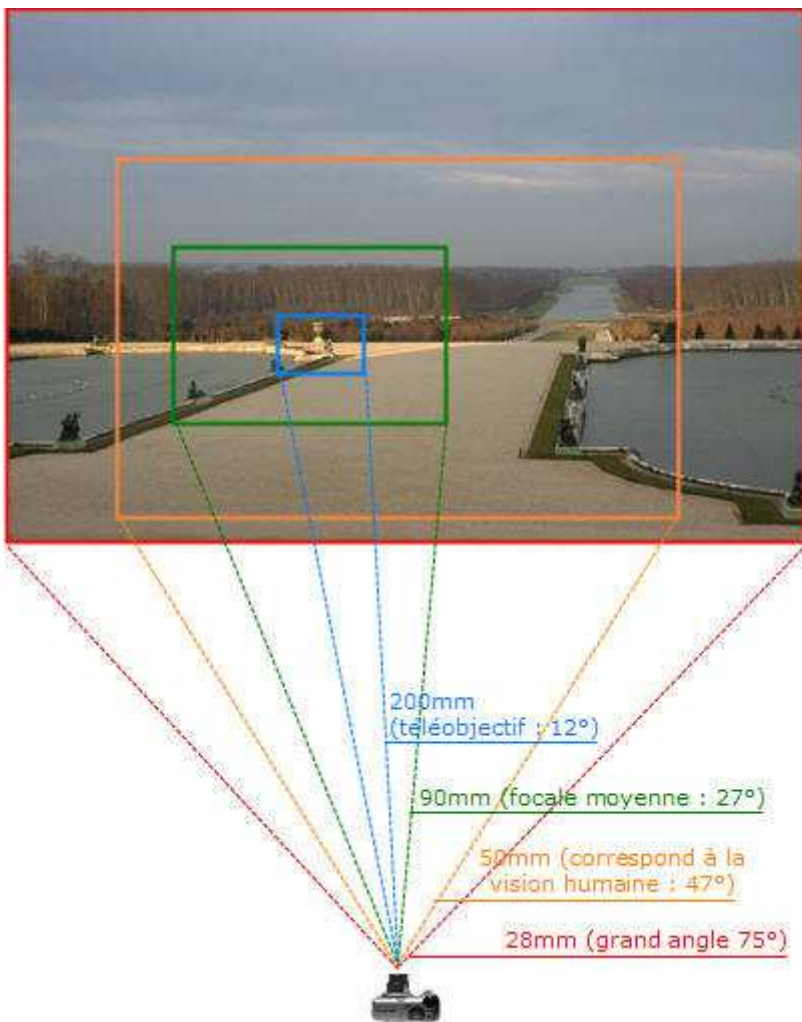 200mm
(téléobjectif : 12°)
90mm (focale moyenne : 27°)
50mm (correspond à la
vision humaine : 47°)
28mm (grand angle 75°)